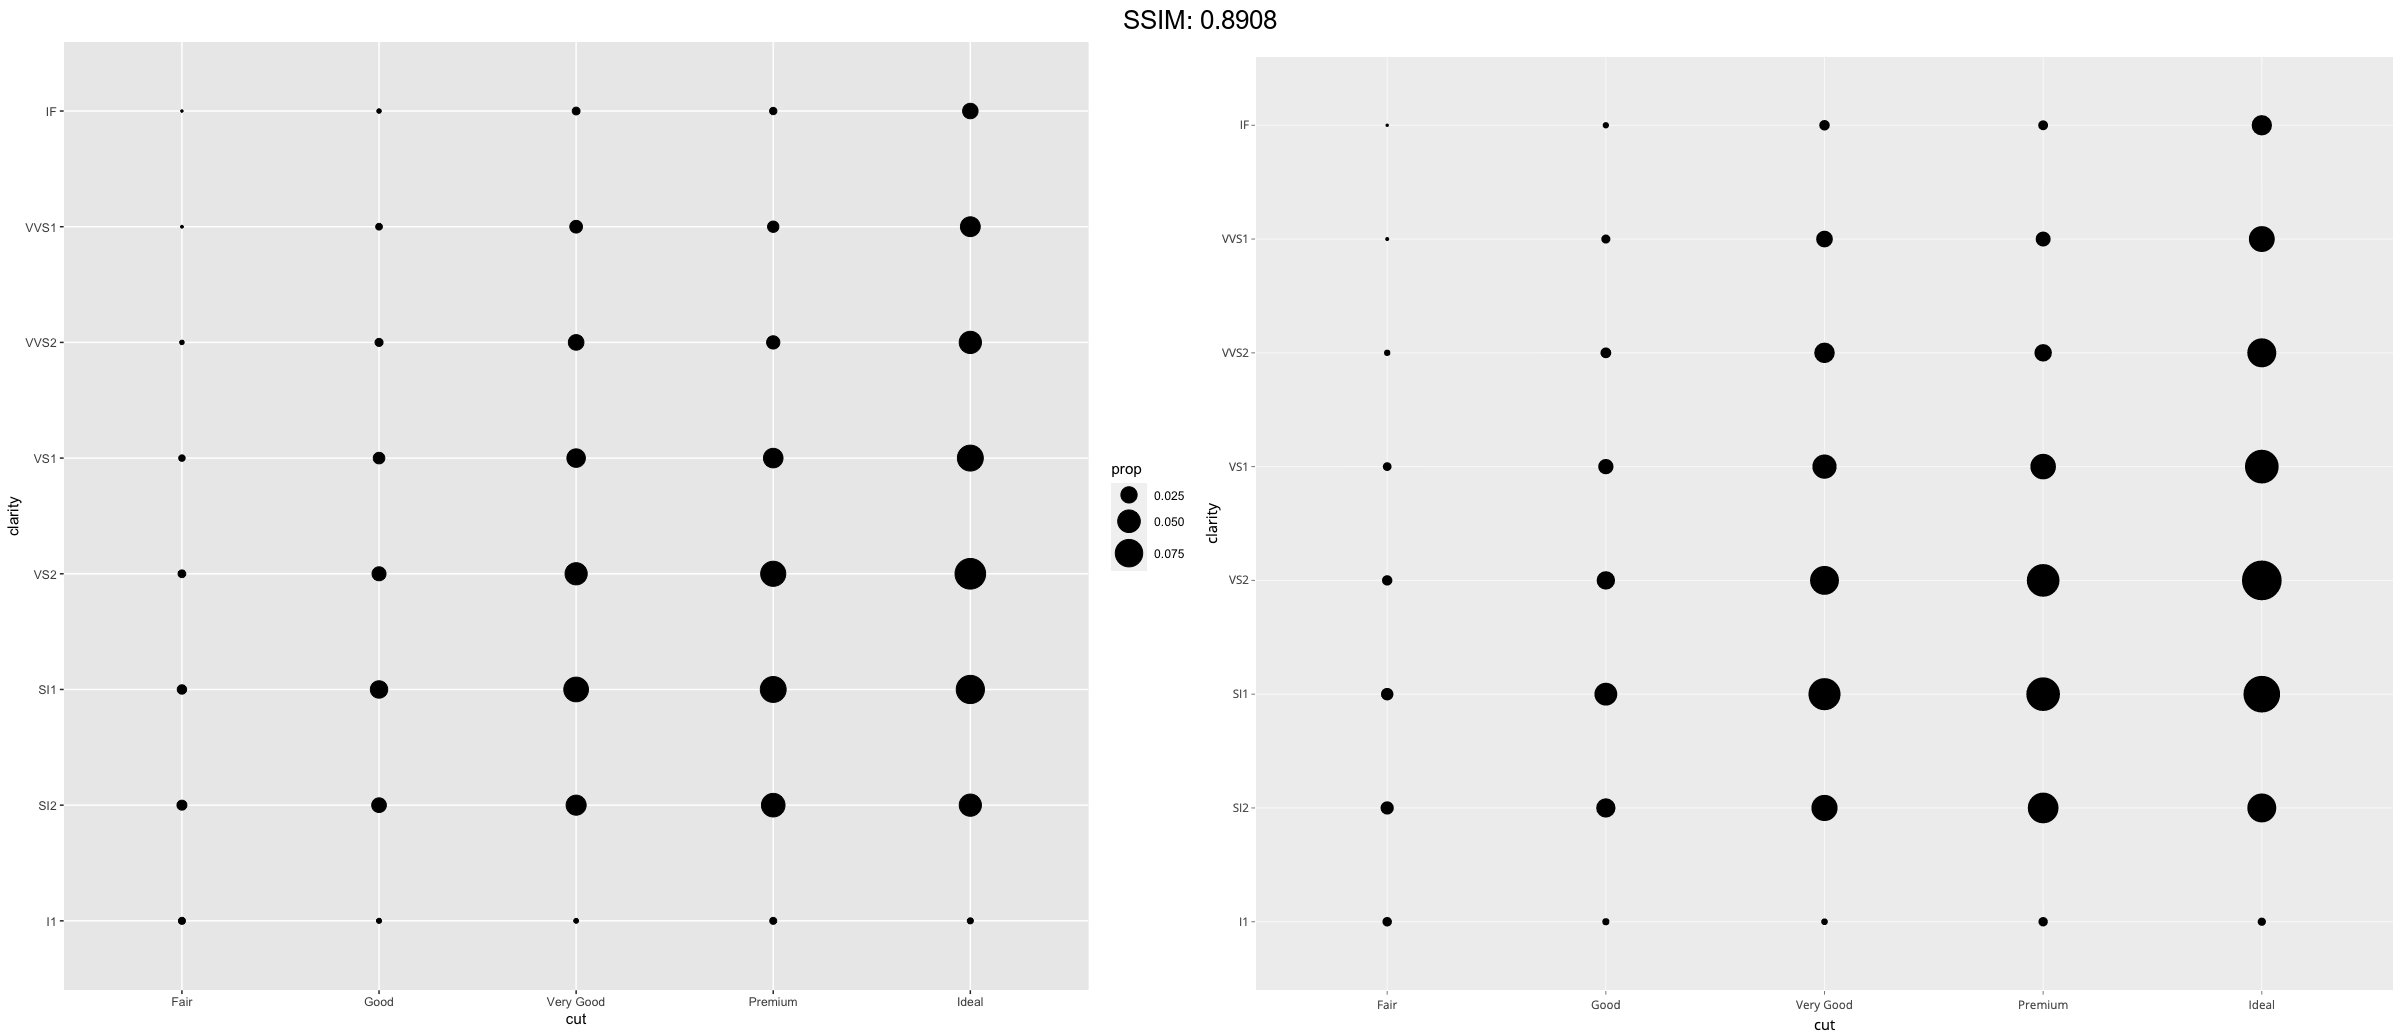 SSIM: 0.8908
clarity
IF
VVS1
VVS2
VS1
VS2
SI1
SI2
I1
Fair Good Very Good Premium Ideal
cut
prop
0.025
0.050
0.075
clarity
IF
VVS1
VVS2
VS1
VS2
SI1
SI2
I1
Fair Good Very Good Premium Ideal
cut